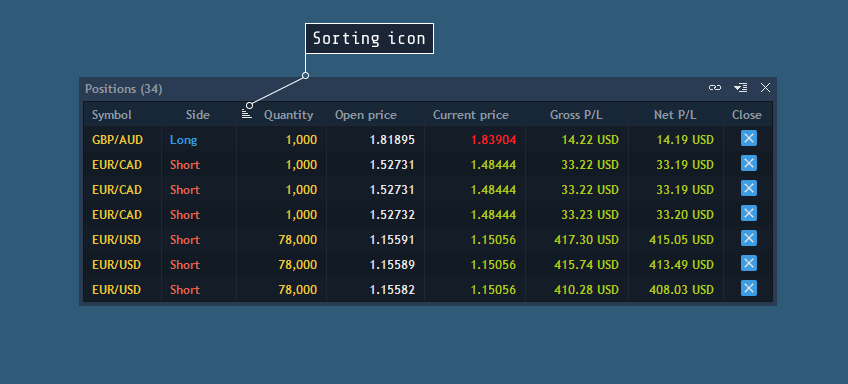 Sorting icon
Positions (34)
Symbol Side Quantity Open price Current price Gross P/L Net P/L Close
GBP/AUD Long 1,000 1.81895 1.83904 14.22 USD 14.19 USD
EUR/CAD Short 1,000 1.52731 1.48444 33.22 USD 33.19 USD
EUR/CAD Short 1,000 1.52731 1.48444 33.22 USD 33.19 USD
EUR/CAD Short 1,000 1.52732 1.48444 33.23 USD 33.20 USD
EUR/USD Short 78,000 1.15591 1.15056 417.30 USD 415.05 USD
EUR/USD Short 78,000 1.15589 1.15056 415.74 USD 413.49 USD
EUR/USD Short 78,000 1.15582 1.15056 410.28 USD 408.03 USD